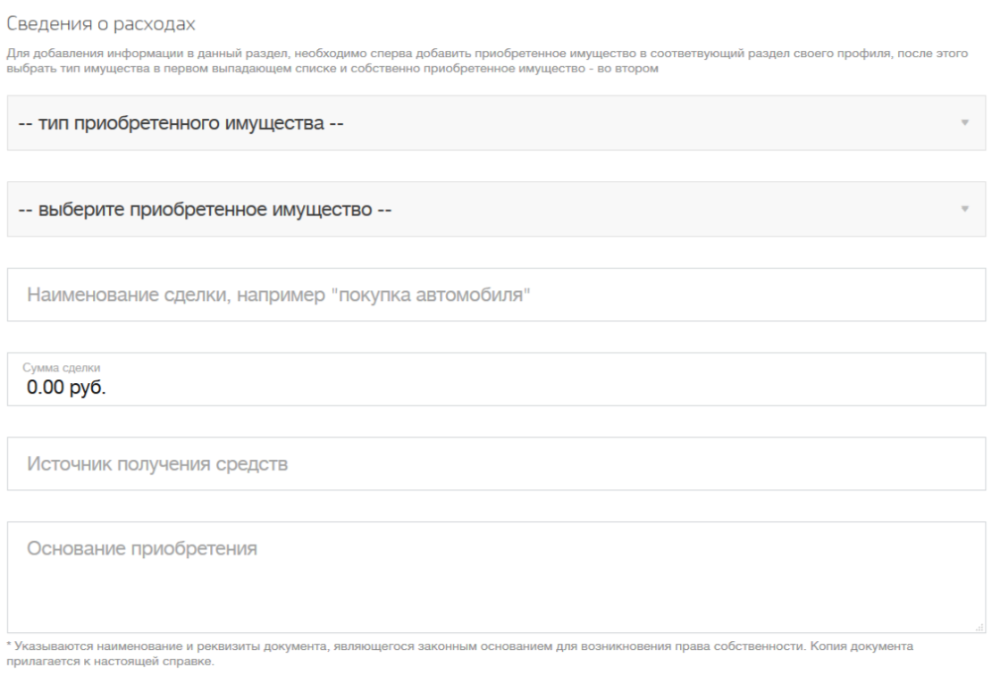 Сведения о расходах
Для добавления информации в данный раздел, необходимо сперва добавить приобретенное имущество в соответвующий раздел своего профиля, после этого
выбрать тип имущества в первом выпадающем списке и собственно приобретенное имущество - во втором
-- тип приобретенного имущества --
-- выберите приобретенное имущество --
Наименование сделки, например "покупка автомобиля"
Сумма сделки
0.00 руб.
Источник получения средств
Основание приобретения
* Указываются наименование и реквизиты документа, являющегося законным основанием для возникновения права собственности. Копия документа
прилагается к настоящей справке.